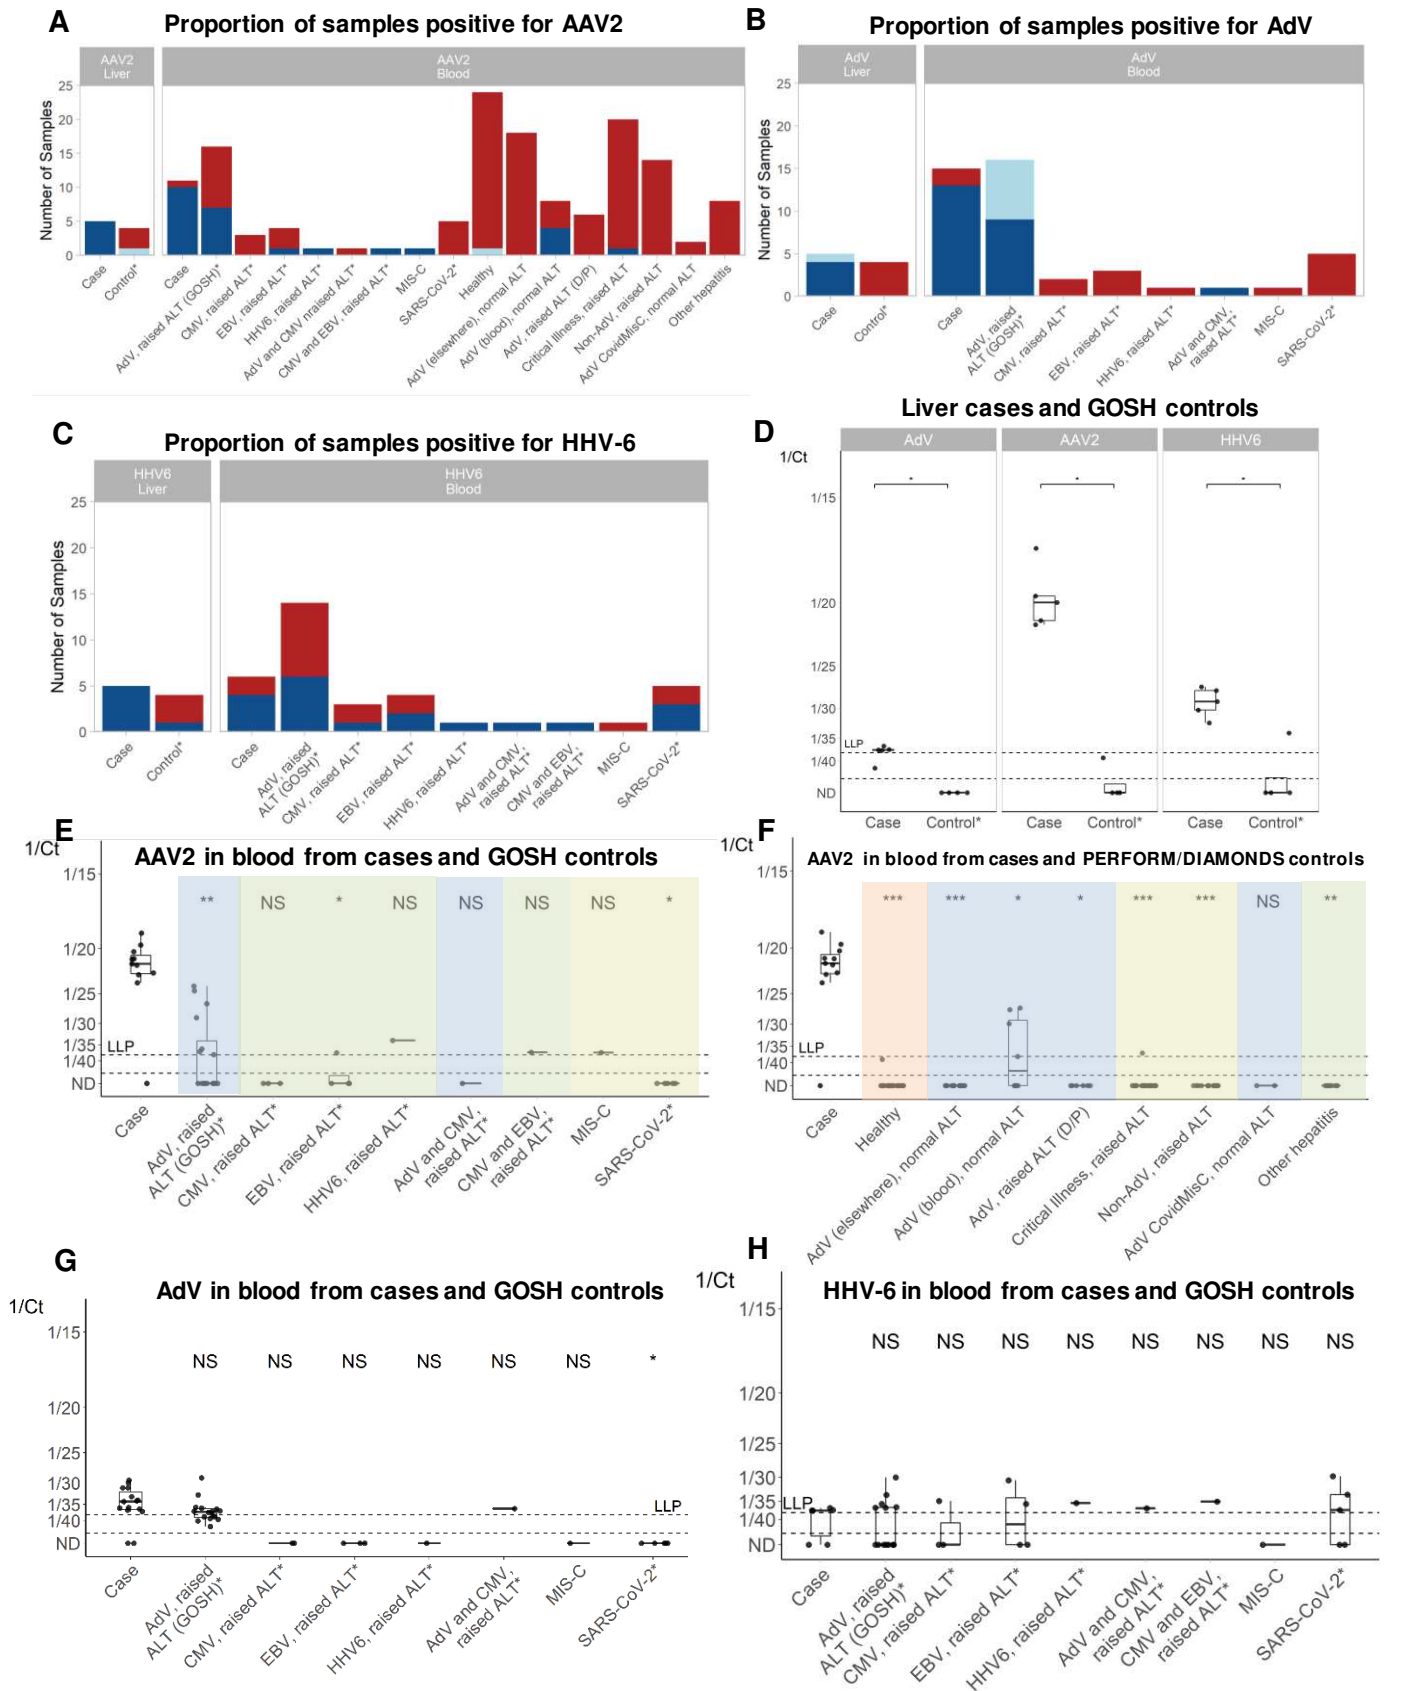 A
Proportion of samples positive for AAV2
AAV2
Liver
AAV2
Blood
Number of Samples
25
20
15
10
5
0
Case
Control*
Case
AdV, raised ALT (GOSH)*
CMV, raised ALT*
EBV, raised ALT*
HHV6, raised ALT*
AdV and CMV raised ALT*
CMV and EBV, raised ALT*
MIS-C
SARS-CoV-2*
Healthy
AdV (elsewhere), normal ALT
AdV (blood), normal ALT
AdV, raised ALT (D/P)
Critical Illness, raised ALT
Non-AdV, raised ALT
AdV CovidMisC, normal ALT
Other hepatitis
B
Proportion of samples positive for AdV
AdV
Liver
AdV
Blood
Number of Samples
25
20
15
10
5
0
Case
Control*
Case
AdV, raised
ALT (GOSH)*
CMV, raised ALT*
EBV, raised ALT*
HHV6, raised ALT*
AdV and CMV,
raised ALT*
MIS-C
SARS-CoV-2*
C
Proportion of samples positive for HHV-6
HHV6
Liver
HHV6
Blood
Number of Samples
25
20
15
10
5
0
Case
Control*
Case
AdV, raised
ALT (GOSH)*
CMV, raised ALT*
EBV, raised ALT*
HHV6, raised ALT*
AdV and CMV,
raised ALT*
CMV and EBV,
raised ALT*
MIS-C
SARS-CoV-2*
Liver cases and GOSH controls
D
AdV
AAV2
HHV6
1/Ct
* * *
1/15
1/20
1/25
1/30
1/35
LLP
1/40
ND
Case
Control*
Case
Control*
Case
Control*
E
1/Ct
AAV2 in blood from cases and GOSH controls
1/15
** NS * NS NS NS NS *
1/20
1/25
1/30
1/35
LLP
1/40
ND
Case
AdV, raised
ALT (GOSH)*
CMV, raised ALT*
EBV, raised ALT*
HHV6, raised ALT*
AdV and CMV,
raised ALT*
CMV and EBV,
raised ALT*
MIS-C
SARS-CoV-2*
F
1/Ct
AAV2 in blood from cases and PERFORM/DIAMONDS controls
1/15
*** *** * * *** *** NS **
1/20
1/25
1/30
1/35
LLP
1/40
ND
Case
Healthy
AdV (elsewhere), normal ALT
AdV (blood), normal ALT
AdV, raised ALT (D/P)
Critical Illness, raised ALT
Non-AdV, raised ALT
AdV CovidMisC, normal ALT
Other hepatitis
G
1/Ct
AdV in blood from cases and GOSH controls
1/15
NS NS NS NS NS NS *
1/20
1/25
1/30
1/35
LLP
1/40
ND
Case
AdV, raised
ALT (GOSH)*
CMV, raised ALT*
EBV, raised ALT*
HHV6, raised ALT*
AdV and CMV,
raised ALT*
MIS-C
SARS-CoV-2*
H
1/Ct
HHV-6 in blood from cases and GOSH controls
1/15
NS NS NS NS NS NS NS NS
1/20
1/25
1/30
1/35
LLP
1/40
ND
Case
AdV, raised
ALT (GOSH)*
CMV, raised ALT*
EBV, raised ALT*
HHV6, raised ALT*
AdV and CMV,
raised ALT*
CMV and EBV,
raised ALT*
MIS-C
SARS-CoV-2*